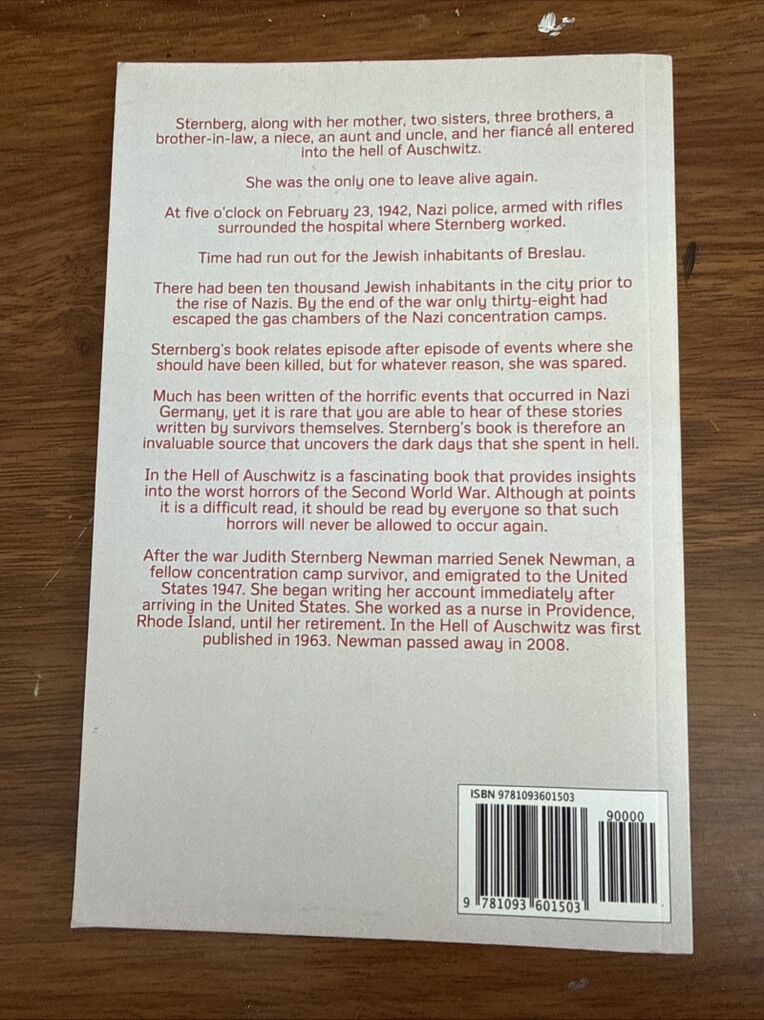 Sternberg, along with her mother, two sisters, three brothers, a
brother-in-law, a niece, an aunt and uncle, and her fiancé all entered
into the hell of Auschwitz.
She was the only one to leave alive again.
At five o'clock on February 23, 1942, Nazi police, armed with rifles
surrounded the hospital where Sternberg worked.
Time had run out for the Jewish inhabitants of Breslau.
There had been ten thousand Jewish inhabitants in the city prior to
the rise of Nazis. By the end of the war only thirty-eight had
escaped the gas chambers of the Nazi concentration camps.
Sternberg's book relates episode after episode of events where she
should have been killed, but for whatever reason, she was spared.
Much has been written of the horrific events that occurred in Nazi
Germany, yet it is rare that you are able to hear of these stories
written by survivors themselves. Sternberg's book is therefore an
invaluable source that uncovers the dark days that she spent in hell.
In the Hell of Auschwitz is a fascinating book that provides insights
into the worst horrors of the Second World War. Although at points
it is a difficult read, it should be read by everyone so that such
horrors will never be allowed to occur again.
After the war Judith Sternberg Newman married Senek Newman, a
fellow concentration camp survivor, and emigrated to the United
States 1947. She began writing her account immediately after
arriving in the United States. She worked as a nurse in Providence,
Rhode Island, until her retirement. In the Hell of Auschwitz was first
published in 1963. Newman passed away in 2008.
ISBN 9781093601503
90000
9 781093 601503